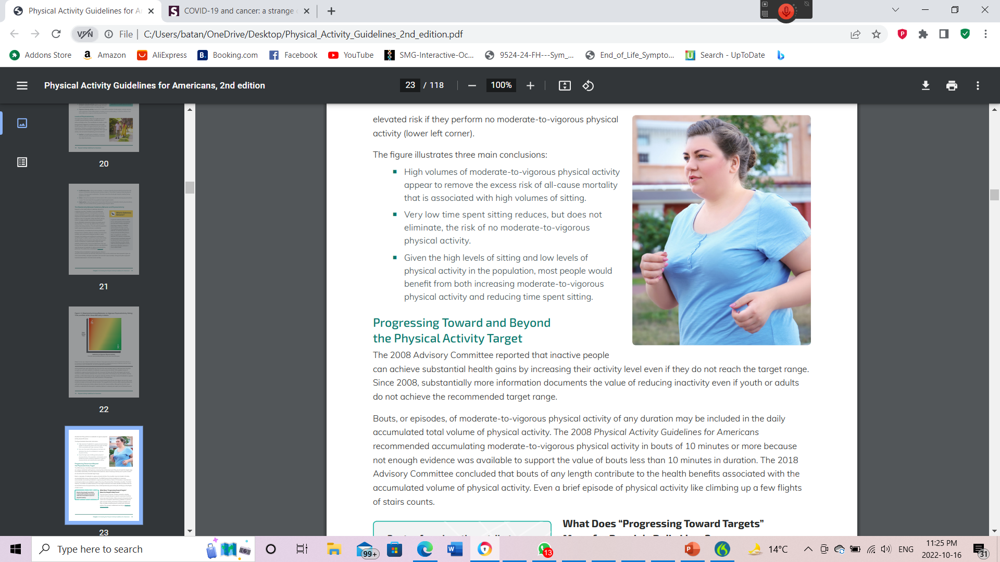 Physical Activity Guidelines for A
COVID-19 and cancer: a strange
VPN
File
C:/Users/batan/OneDrive/Desktop/Physical_Activity_Guidelines_2nd_edition.pdf
Addons Store
Amazon
AliExpress
Booking.com
Facebook
YouTube
SMG-Interactive-Oc...
9524-24-FH---Sym_...
End_of_Life_Sympto...
Search - UpToDate
Physical Activity Guidelines for Americans, 2nd edition
23 / 118
100%
20
21
22
23
elevated risk if they perform no moderate-to-vigorous physical
activity (lower left corner).
The figure illustrates three main conclusions:
High volumes of moderate-to-vigorous physical activity
appear to remove the excess risk of all-cause mortality
that is associated with high volumes of sitting.
Very low time spent sitting reduces, but does not
eliminate, the risk of no moderate-to-vigorous
physical activity.
Given the high levels of sitting and low levels of
physical activity in the population, most people would
benefit from both increasing moderate-to-vigorous
physical activity and reducing time spent sitting.
Progressing Toward and Beyond
the Physical Activity Target
The 2008 Advisory Committee reported that inactive people
can achieve substantial health gains by increasing their activity level even if they do not reach the target range.
Since 2008, substantially more information documents the value of reducing inactivity even if youth or adults
do not achieve the recommended target range.
Bouts, or episodes, of moderate-to-vigorous physical activity of any duration may be included in the daily
accumulated total volume of physical activity. The 2008 Physical Activity Guidelines for Americans
recommended accumulating moderate-to-vigorous physical activity in bouts of 10 minutes or more because
not enough evidence was available to support the value of bouts less than 10 minutes in duration. The 2018
Advisory Committee concluded that bouts of any length contribute to the health benefits associated with the
accumulated volume of physical activity. Even a brief episode of physical activity like climbing up a few flights
of stairs counts.
What Does “Progressing Toward Targets”
Type here to search
99+
13
14°C
ENG
11:25 PM
2022-10-16
31